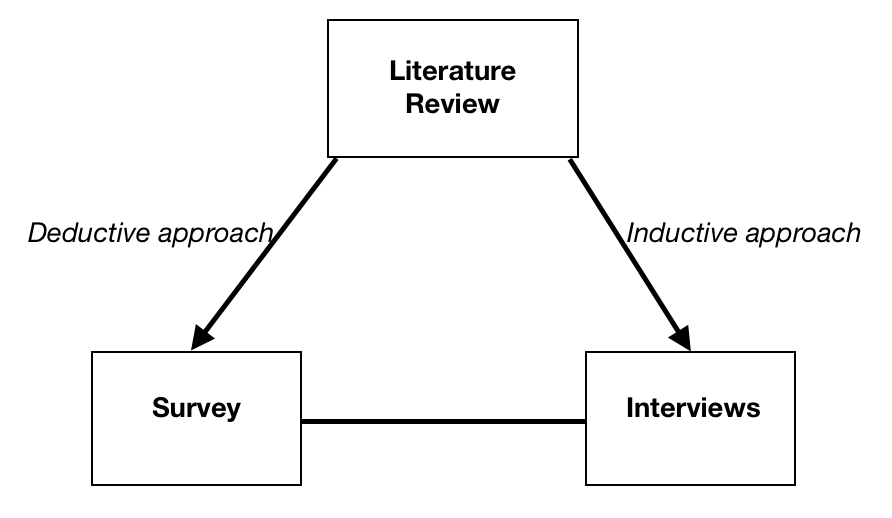 Literature
Review
Deductive approach
Inductive approach
Survey
Interviews